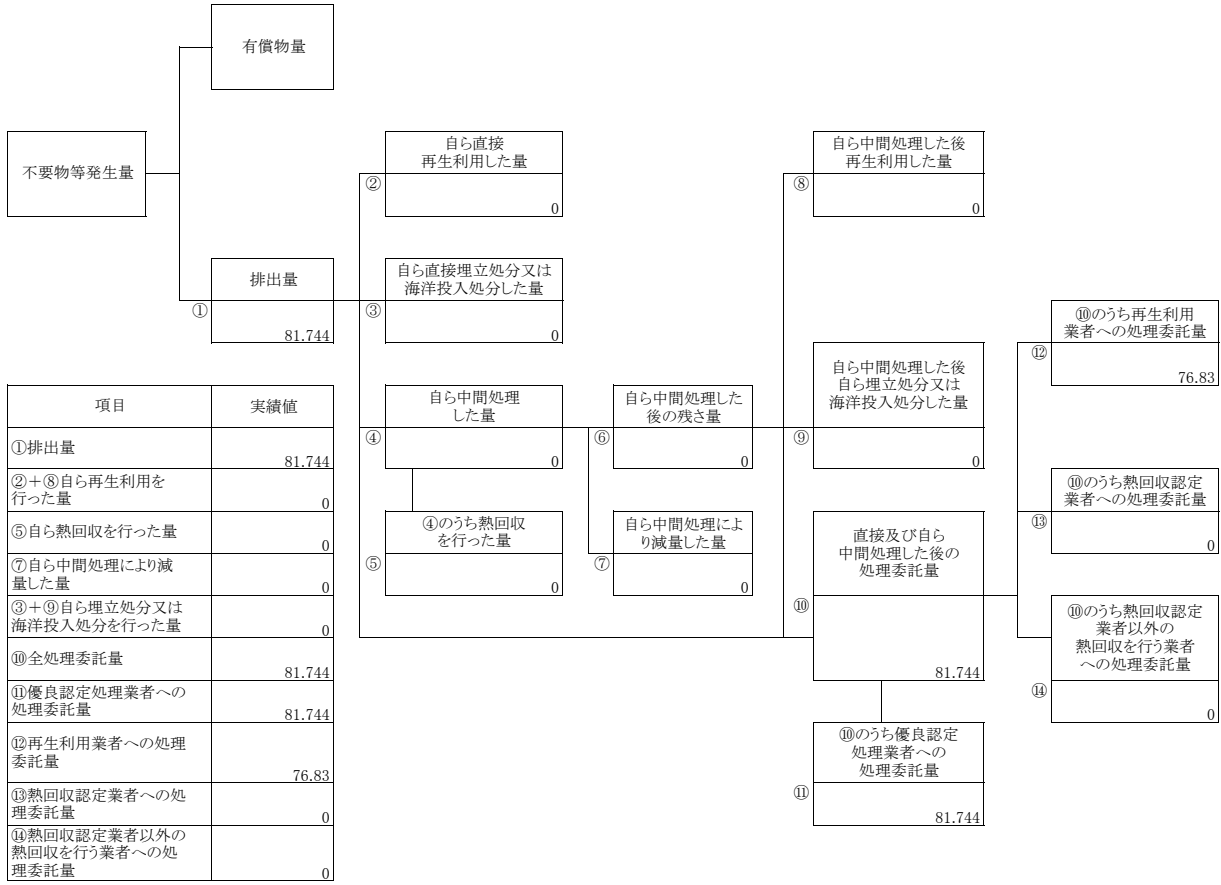 有償物量
不要物等発生量
排出量
①
81.744
自ら直接
再生利用した量
②
0
自ら直接埋立処分又は
海洋投入処分した量
③
0
自ら中間処理
した量
④
0
④のうち熱回収
を行った量
⑤
0
自ら中間処理した
後の残さ量
⑥
0
自ら中間処理によ
り減量した量
⑦
0
自ら中間処理した後
再生利用した量
⑧
0
自ら中間処理した後
自ら埋立処分又は
海洋投入処分した量
⑨
0
直接及び自ら
中間処理した後の
処理委託量
⑩
81.744
⑩のうち優良認定
処理業者への
処理委託量
⑪
81.744
⑩のうち再生利用
業者への処理委託量
⑫
76.83
⑩のうち熱回収認定
業者への処理委託量
⑬
0
⑩のうち熱回収認定
業者以外の
熱回収を行う業者
への処理委託量
⑭
0
項目 実績値
①排出量
81.744
②+⑧自ら再生利用を
行った量
0
⑤自ら熱回収を行った量
0
⑦自ら中間処理により減
量した量
0
③+⑨自ら埋立処分又は
海洋投入処分を行った量
0
⑩全処理委託量
81.744
⑪優良認定処理業者への
処理委託量
81.744
⑫再生利用業者への処理
委託量
76.83
⑬熱回収認定業者への処
理委託量
0
⑭熱回収認定業者以外の
熱回収を行う業者への処
理委託量
0